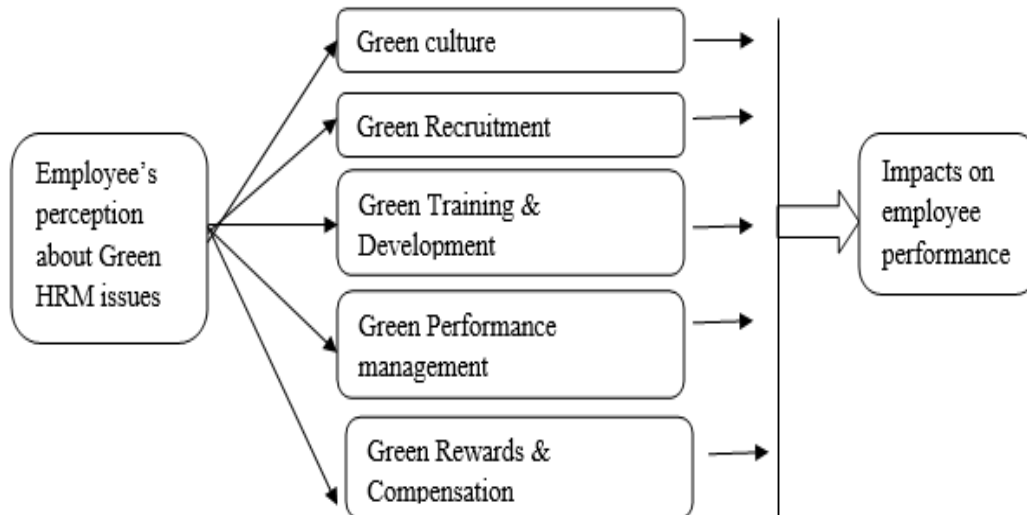 Employee's
perception
about Green
HRM issues
Green culture
Green Recruitment
Green Training &
Development
Green Performance
management
Green Rewards &
Compensation
Impacts on
employee
performance